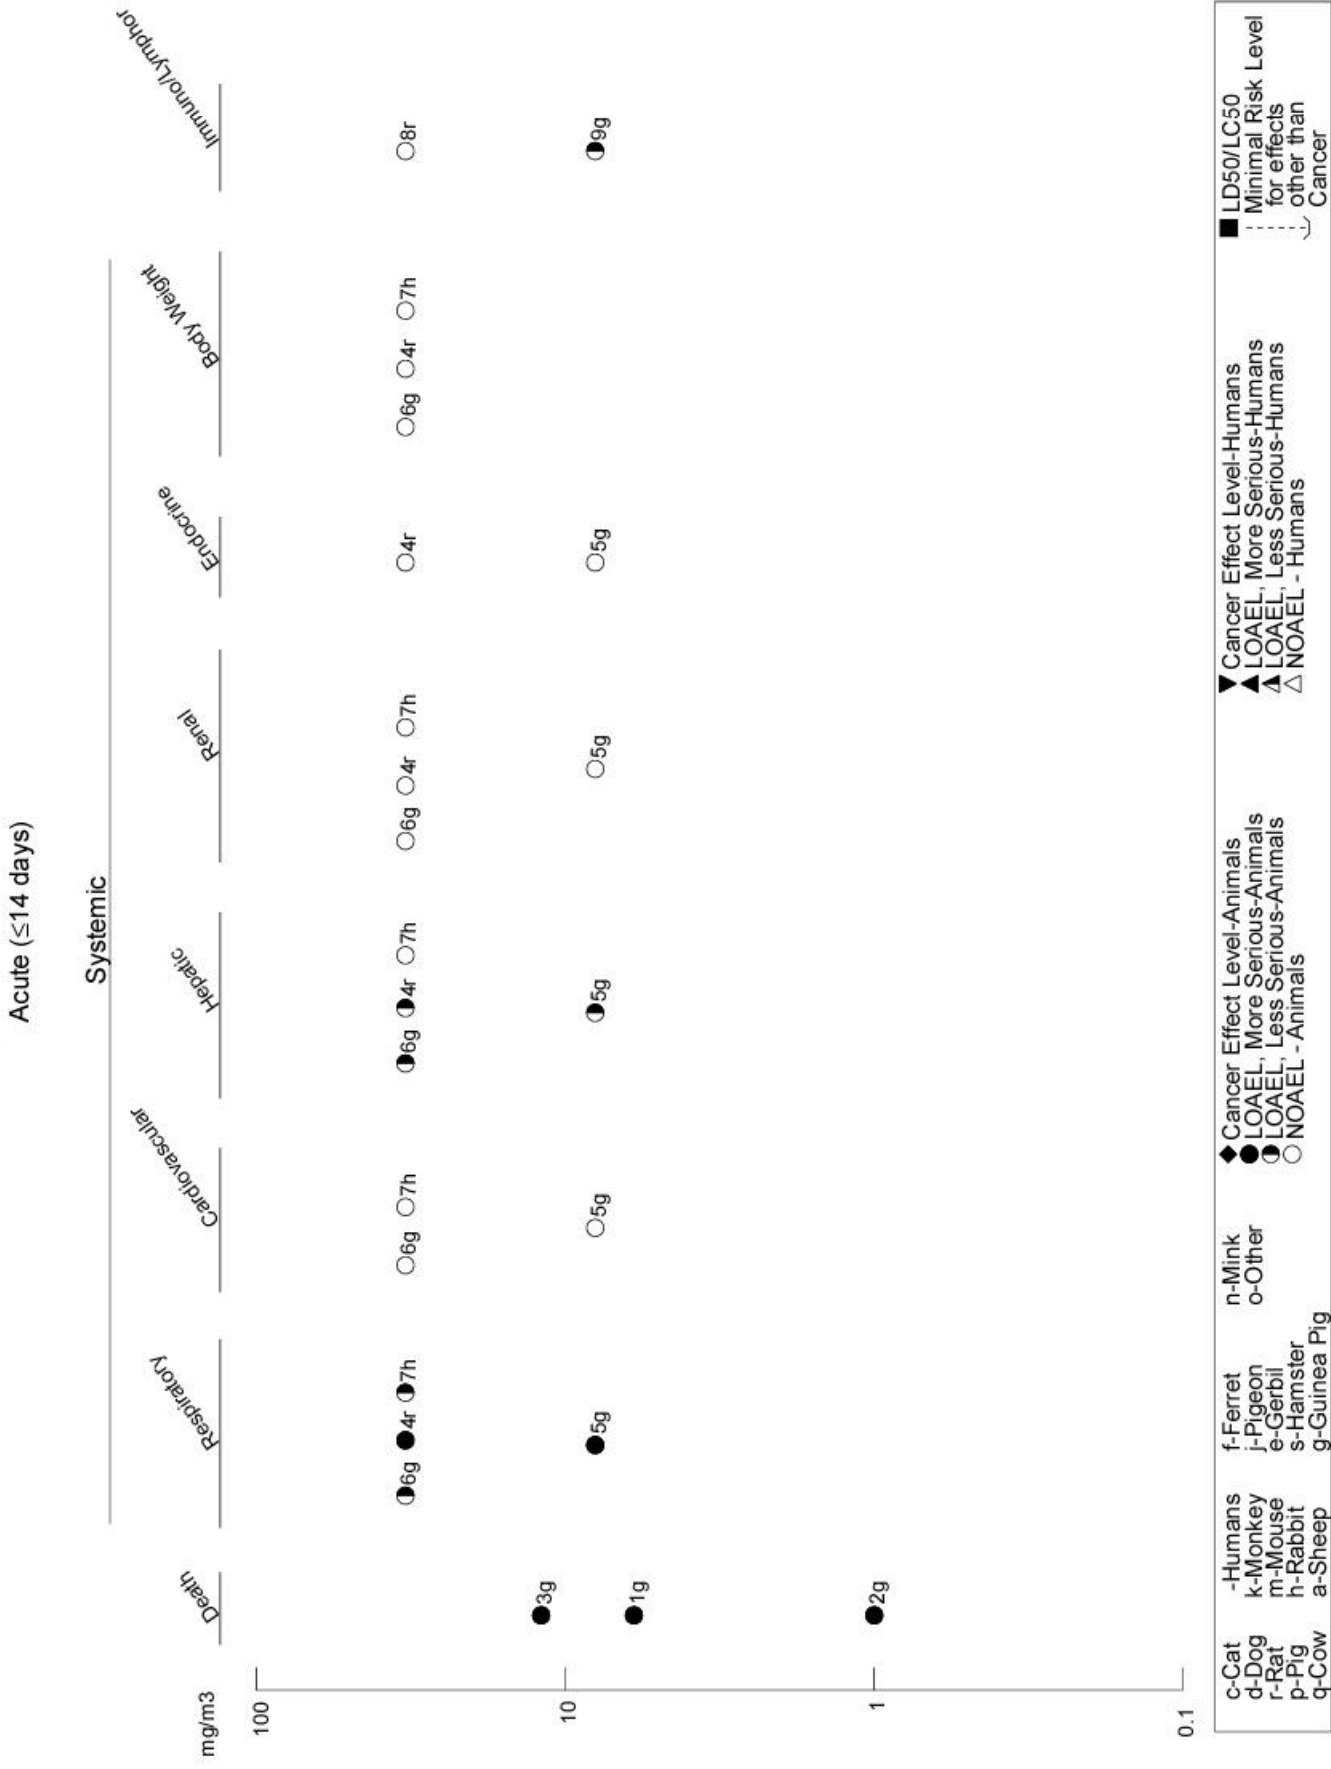 Acute (≤14 days)
Systemic
mg/m3
Death
Respiratory
Cardiovascular
Hepatic
Renal
Endocrine
Body Weight
Immuno/Lymphor
100
10
1
0.1
6g 4r 7h
6g 7h
6g 4r 7h
6g 4r 7h
4r
6g 4r 7h
8r
3g
5g
5g
5g
5g
5g
9g
1g
2g
c-Cat
d-Dog
r-Rat
p-Pig
q-Cow
-Humans
k-Monkey
m-Mouse
h-Rabbit
a-Sheep
f-Ferret
j-Pigeon
e-Gerbil
s-Hamster
g-Guinea Pig
n-Mink
o-Other
Cancer Effect Level-Animals
LOAEL, More Serious-Animals
LOAEL, Less Serious-Animals
NOAEL - Animals
Cancer Effect Level-Humans
LOAEL, More Serious-Humans
LOAEL, Less Serious-Humans
NOAEL - Humans
LD50/LC50
Minimal Risk Level
for effects
other than
Cancer